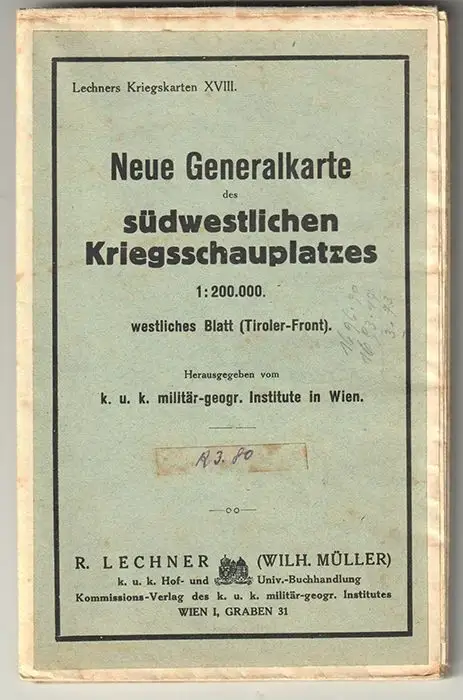 Lechners Kriegskarten XVIII.
Neue Generalkarte
des
südwestlichen
Kriegsschauplatzes
1:200.000.
westliches Blatt (Tiroler-Front).
Herausgegeben vom
k. u. k. militär-geogr. Institute in Wien.
K 3.80
R. LECHNER (WILH. MÜLLER)
k. u. k. Hof- und Univ.-Buchhandlung
Kommissions-Verlag des k. u. k. militär-geogr. Institutes
WIEN I, GRABEN 31